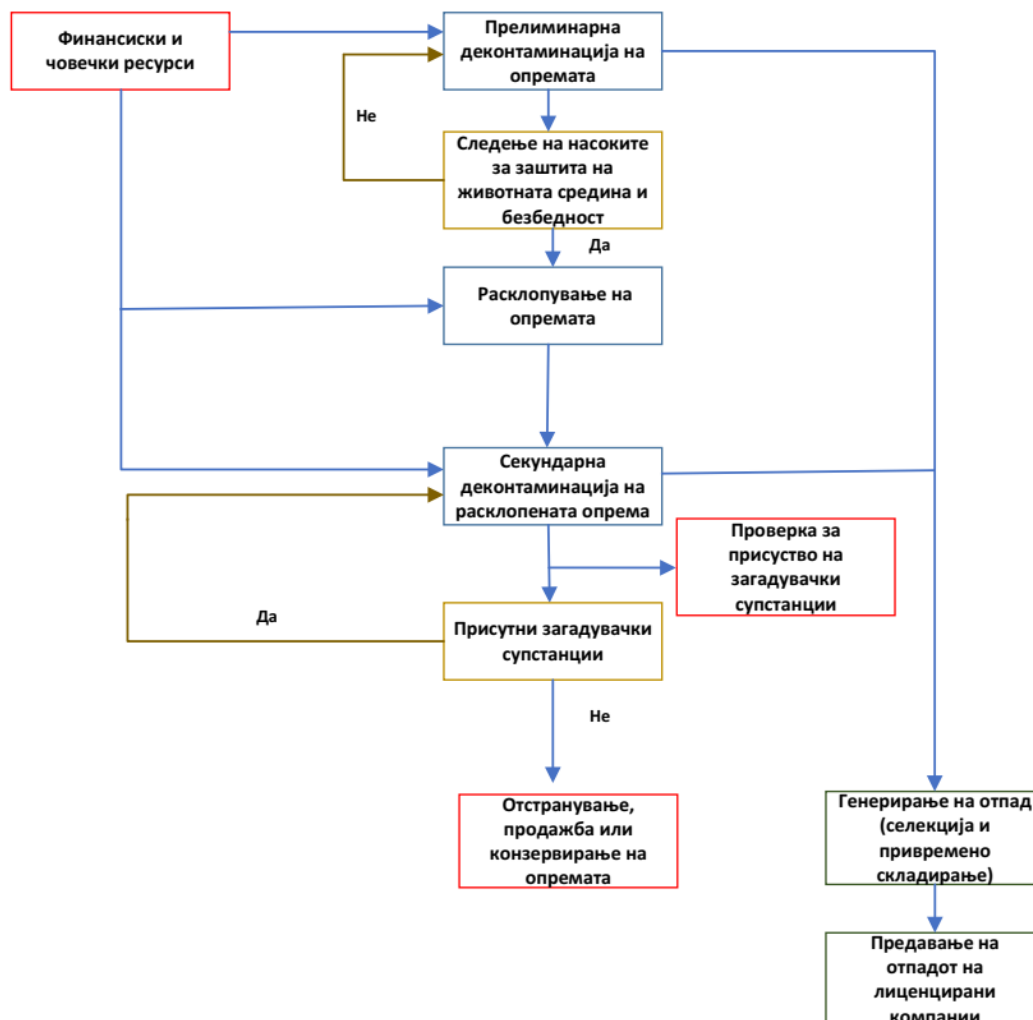 Финансиски и
човечки ресурси
Прелиминарна
деконтаминација на
опремата
Не
Следење на насоките
за заштита на
животната средина и
безбедност
Да
Расклопување на
опремата
Секундарна
деконтаминација на
расклопената опрема
Проверка за
присуство на
загадувачки
супстанции
Да
Присутни загадувачки
супстанции
Не
Отстранување,
продажба или
конзервирање на
опремата
Генерирање на отпад
(селекција и
привремено
складирање)
Предавање на
отпадот на
лиценцирани
компании